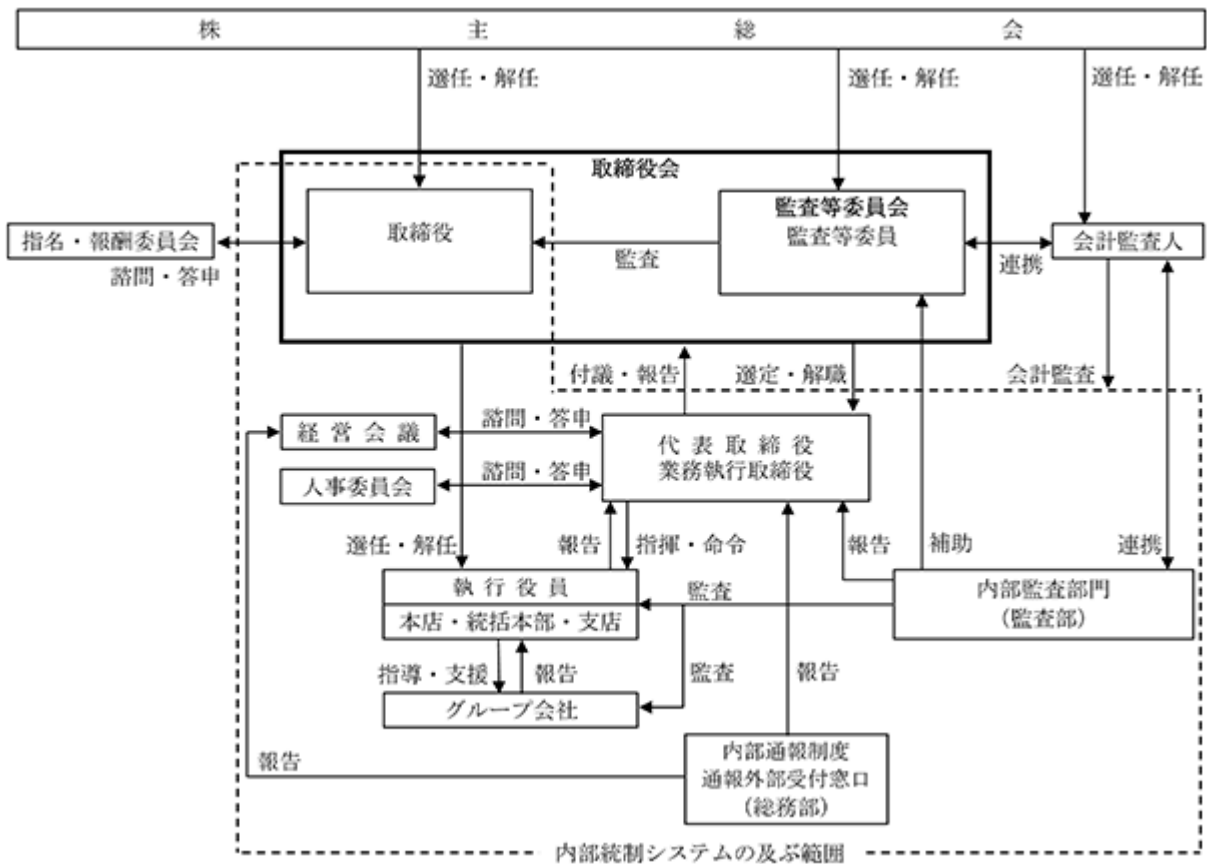 株主総会
選任・解任
選任・解任
選任・解任
取締役会
取締役
監査等委員会
監査等委員
監査
指名・報酬委員会
諮問・答申
連携
会計監査人
付議・報告
選定・解職
会計監査
経営会議
諮問・答申
代表取締役
業務執行取締役
人事委員会
諮問・答申
選任・解任
報告
指揮・命令
報告
補助
連携
執行役員
本店・統括本部・支店
監査
内部監査部門
(監査部)
指導・支援
報告
監査
報告
グループ会社
報告
内部通報制度
通報外部受付窓口
(総務部)
内部統制システムの及ぶ範囲